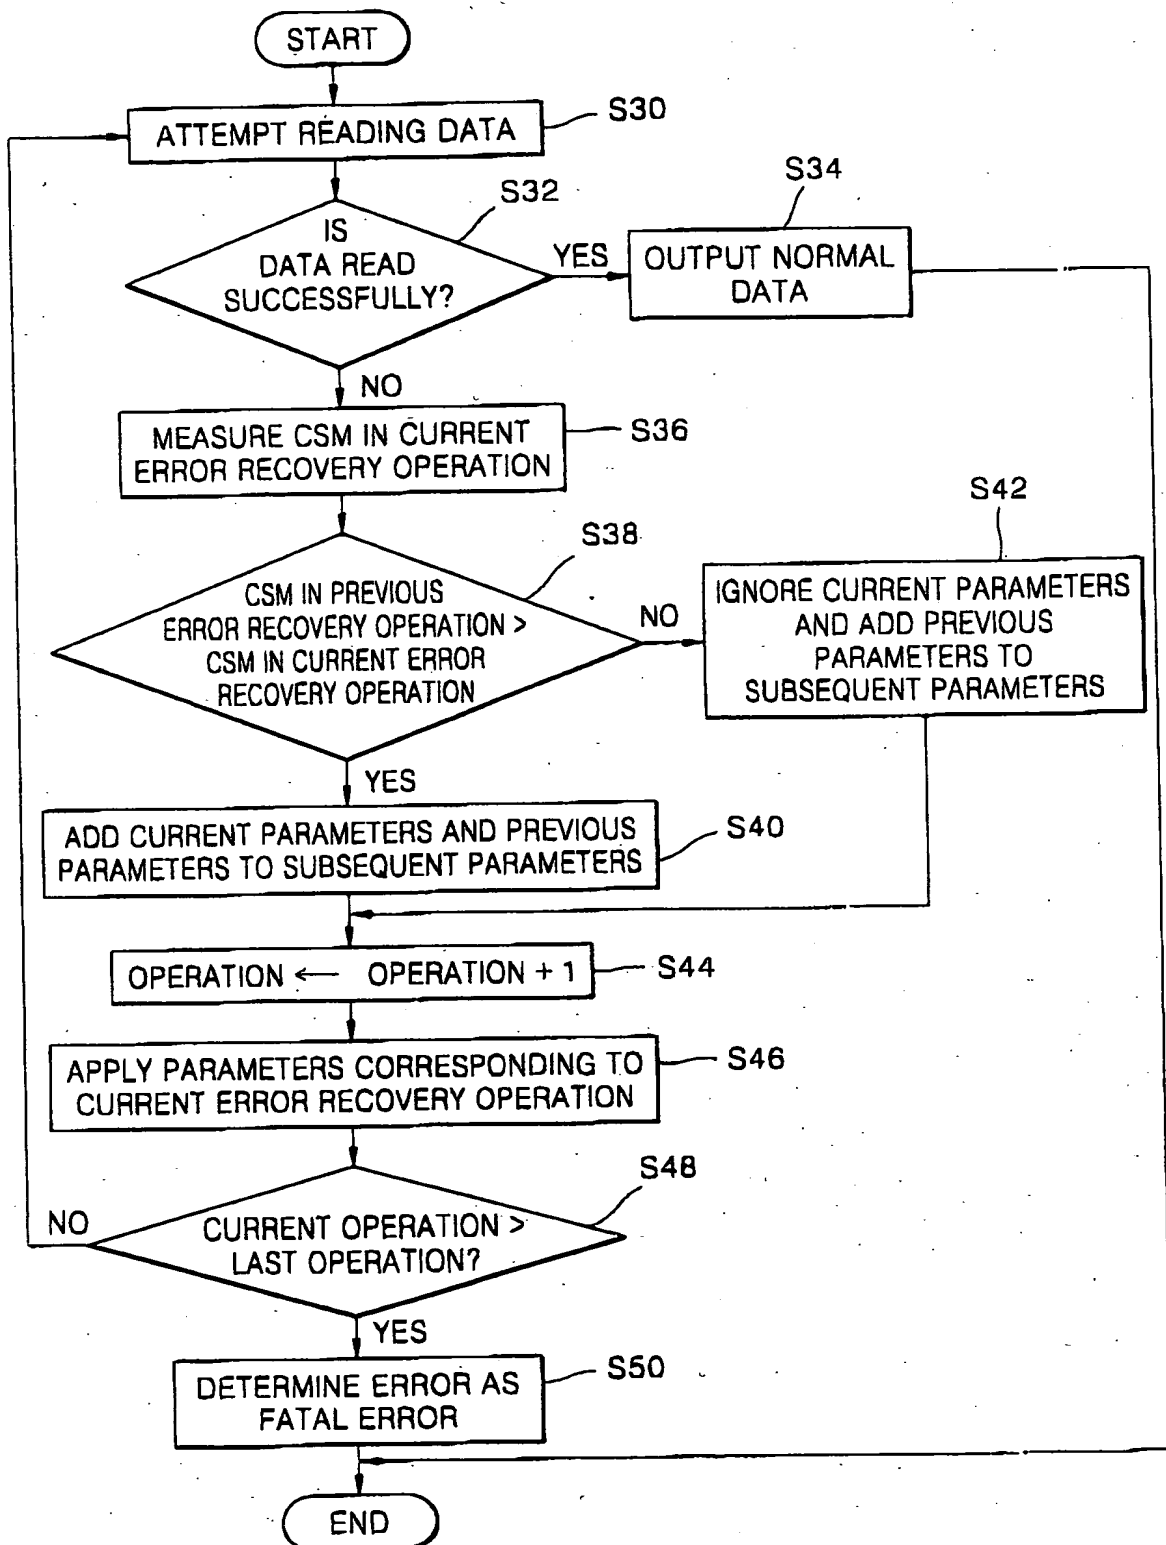 START
ATTEMPT READING DATA
S30
IS
DATA READ
SUCCESSFULLY?
S32
YES
OUTPUT NORMAL
DATA
S34
NO
MEASURE CSM IN CURRENT
ERROR RECOVERY OPERATION
S36
CSM IN PREVIOUS
ERROR RECOVERY OPERATION >
CSM IN CURRENT ERROR
RECOVERY OPERATION
S38
NO
IGNORE CURRENT PARAMETERS
AND ADD PREVIOUS
PARAMETERS TO
SUBSEQUENT PARAMETERS
S42
YES
ADD CURRENT PARAMETERS AND PREVIOUS
PARAMETERS TO SUBSEQUENT PARAMETERS
S40
OPERATION ← OPERATION + 1
S44
APPLY PARAMETERS CORRESPONDING TO
CURRENT ERROR RECOVERY OPERATION
S46
CURRENT OPERATION >
LAST OPERATION?
S48
NO
YES
DETERMINE ERROR AS
FATAL ERROR
S50
END